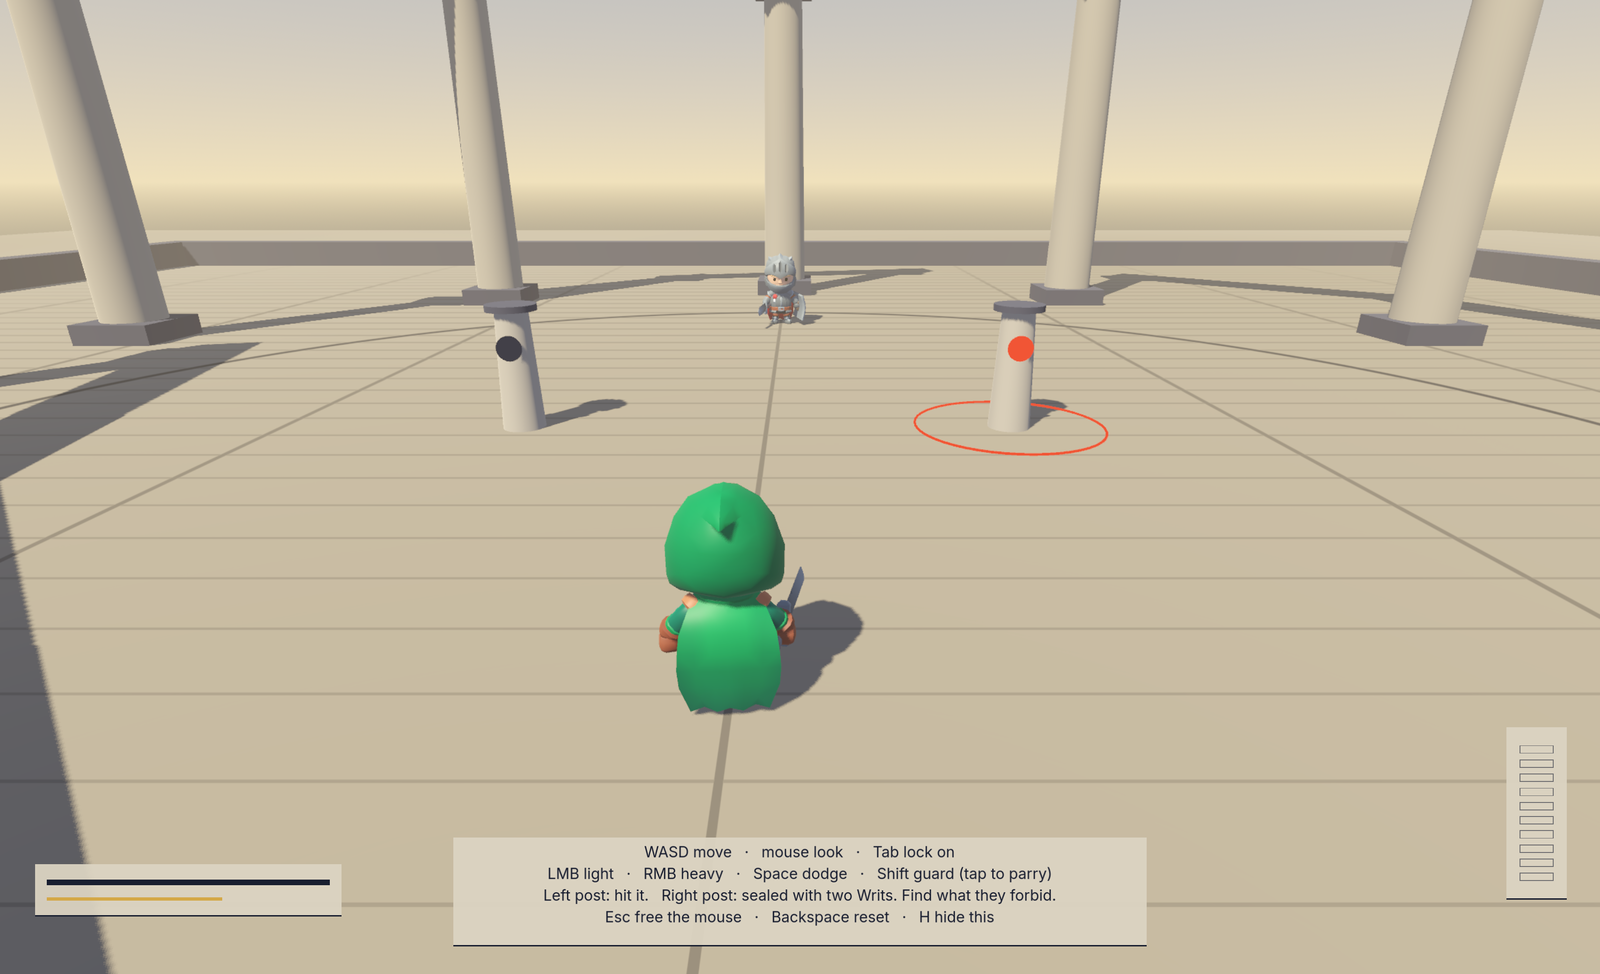 WASD move · mouse look · Tab lock on
LMB light · RMB heavy · Space dodge · Shift guard (tap to parry)
Left post: hit it. Right post: sealed with two Writs. Find what they forbid.
Esc free the mouse · Backspace reset · H hide this